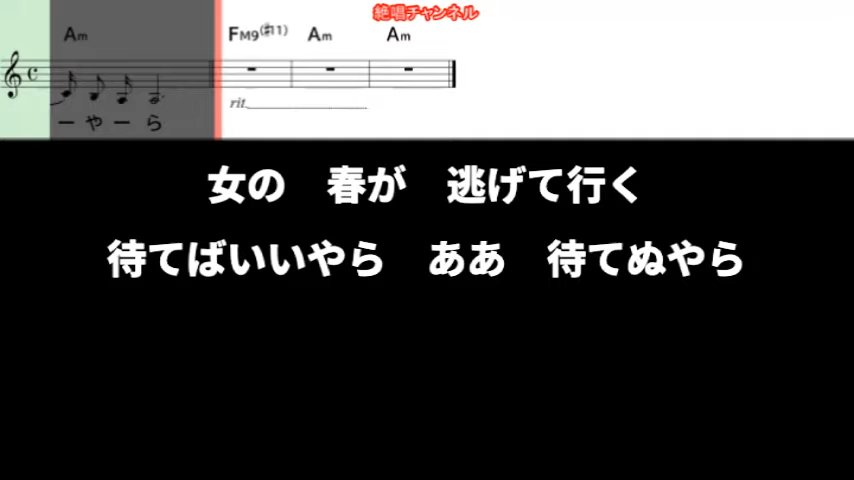 絶唱チャンネル
Am FM9(#11) Am Am
rit.
ーやーら
女の 春が 逃げて行く
待てばいいやら ああ 待てぬやら